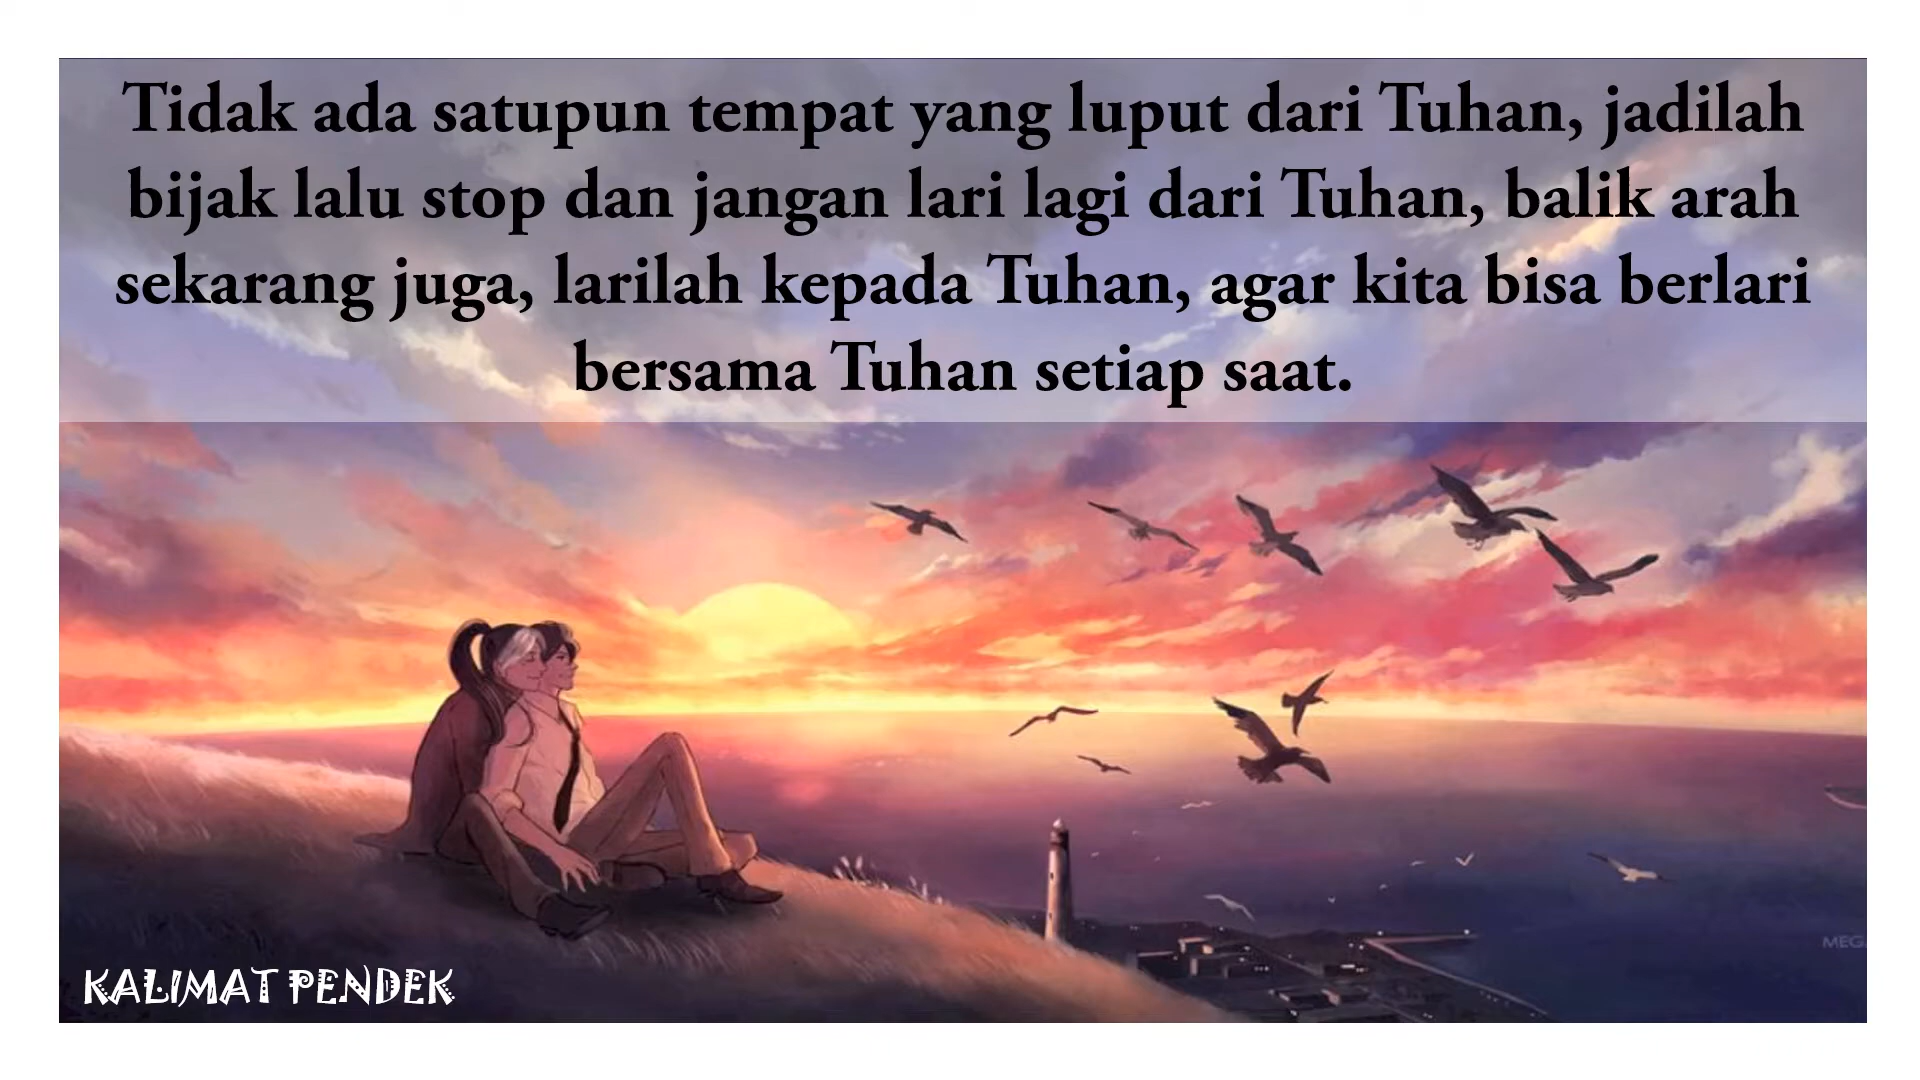 Tidak ada satupun tempat yang luput dari Tuhan, jadilah
bijak lalu stop dan jangan lari lagi dari Tuhan, balik arah
sekarang juga, larilah kepada Tuhan, agar kita bisa berlari
bersama Tuhan setiap saat.
KALIMAT PENDEK